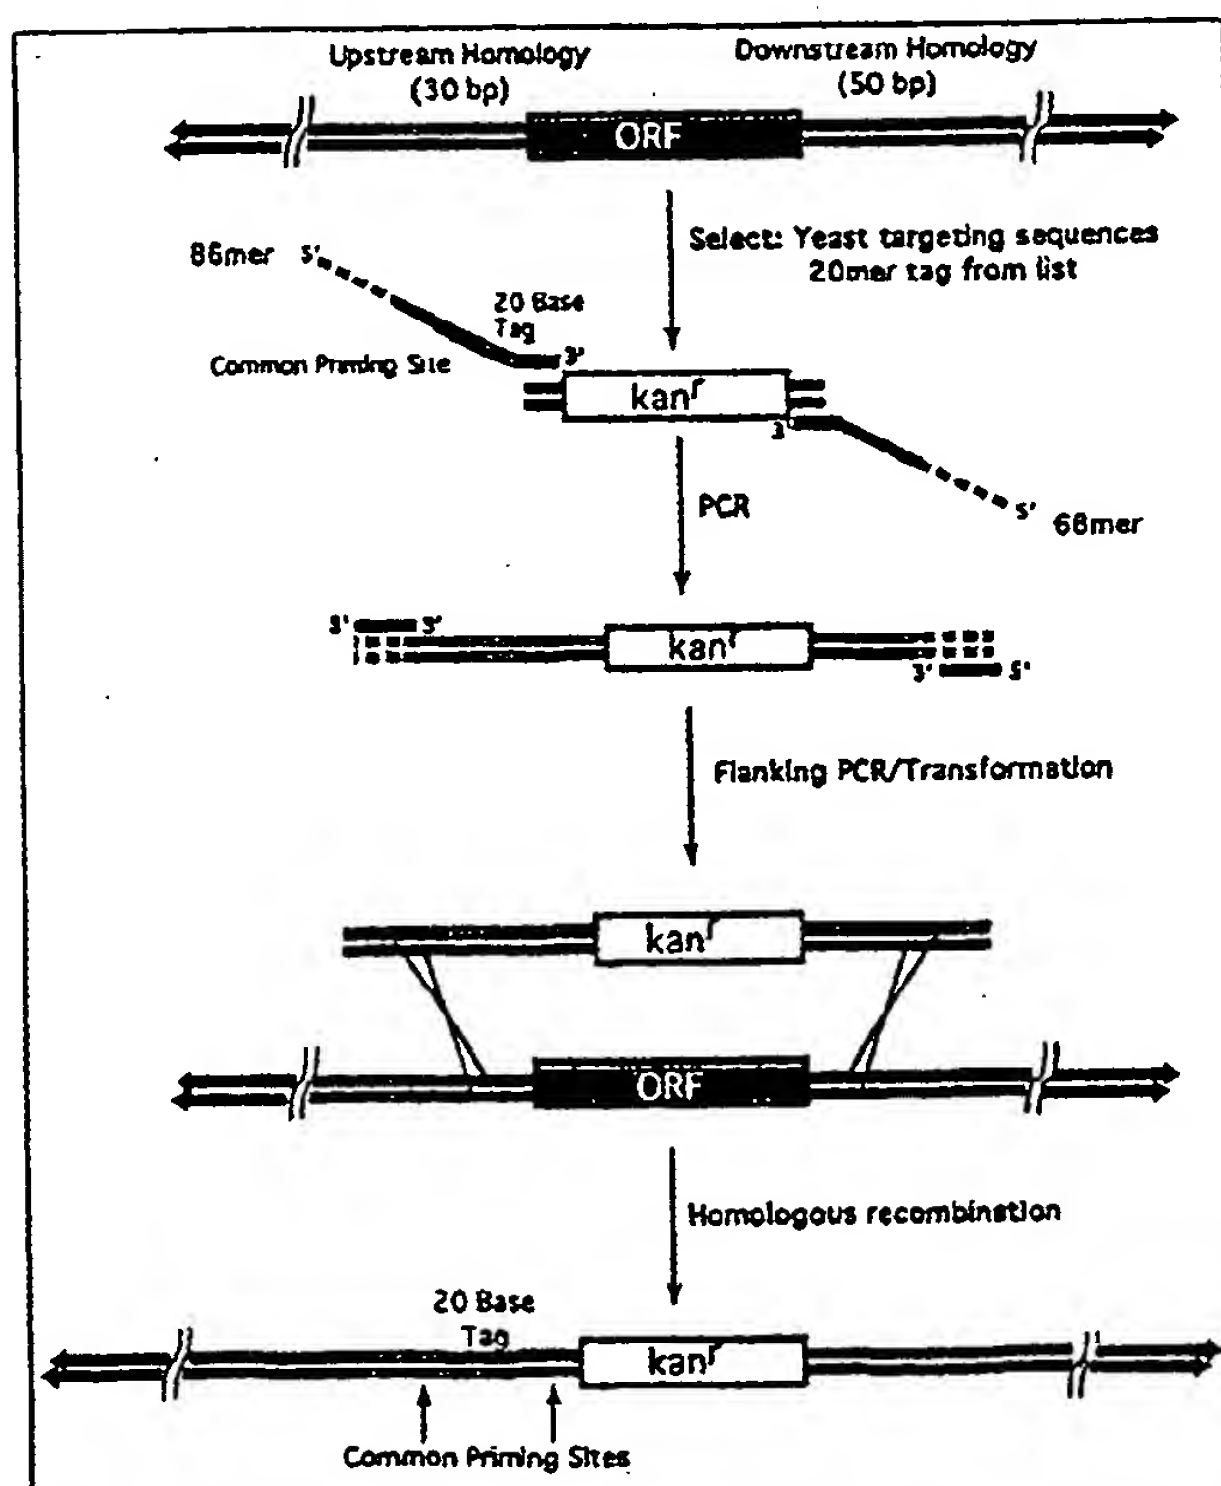 Upstream Homology
(30 bp)
Downstream Homology
(50 bp)
ORF
Select: Yeast targeting sequences
20mer tag from list
86mer 5'
20 Base
Tag
3'
Common Priming Site
kanr
3'
5' 68mer
PCR
5' 3'
kanr
3' 5'
Flanking PCR/Transformation
kanr
ORF
Homologous recombination
20 Base
Tag
kanr
Common Priming Sites